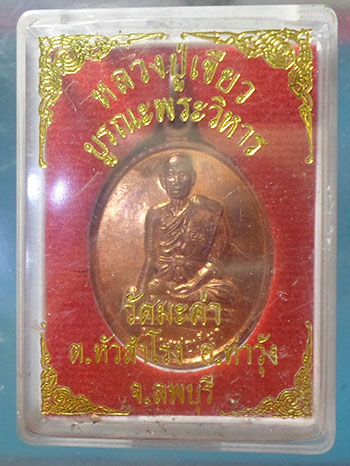 หลวงปู่เขียว
บูรณะพระวิหาร
วัดมะค่า
ต.หัวสำโรง อ.ท่าวุ้ง
จ.ลพบุรี